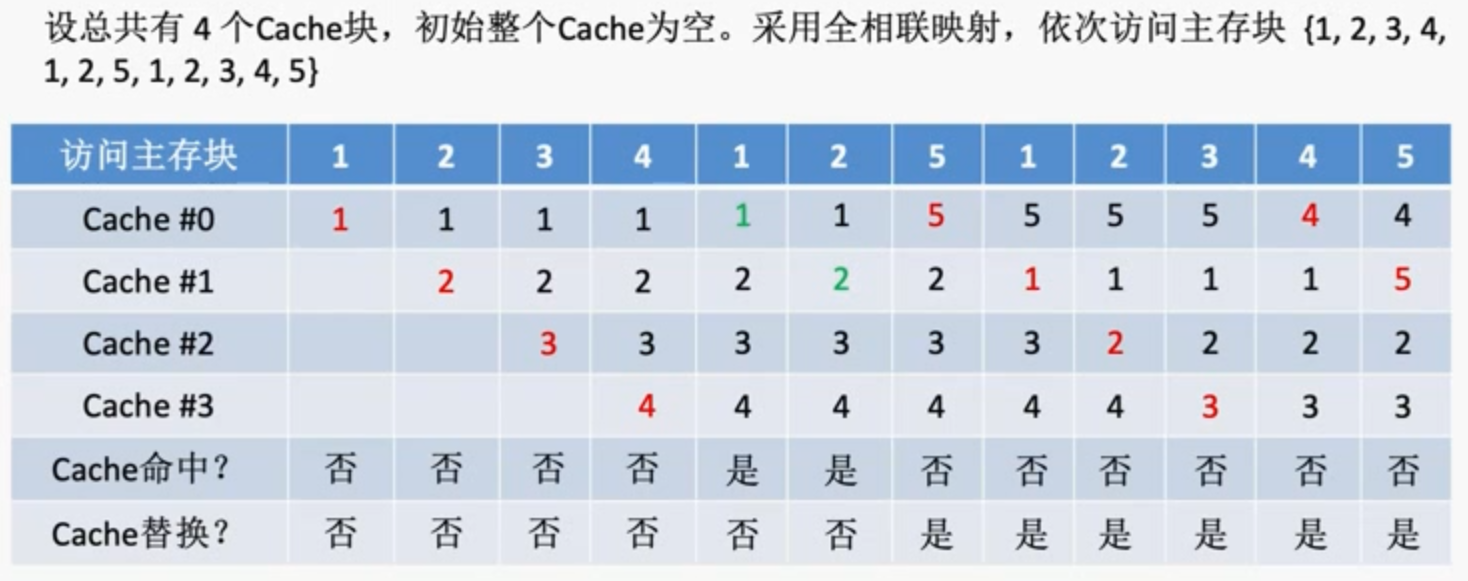 设总共有 4 个Cache块，初始整个Cache为空。采用全相联映射，依次访问主存块 {1, 2, 3, 4,
1, 2, 5, 1, 2, 3, 4, 5}
访问主存块 1 2 3 4 1 2 5 1 2 3 4 5
Cache #0 1 1 1 1 1 1 5 5 5 5 4 4
Cache #1 2 2 2 2 2 2 1 1 1 1 5
Cache #2 3 3 3 3 3 3 2 2 2 2
Cache #3 4 4 4 4 4 4 3 3 3
Cache命中？ 否 否 否 否 是 是 否 否 否 否 否 否
Cache替换？ 否 否 否 否 否 否 是 是 是 是 是 是